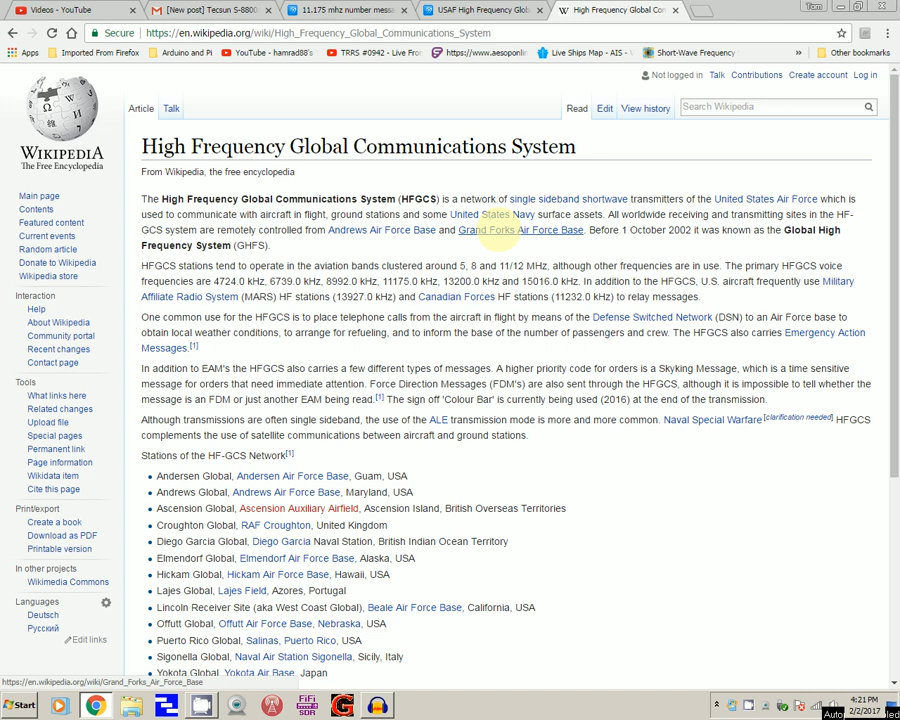 Videos - YouTube
[New post] Tecsun S-8800
11.175 mhz number mess
USAF High Frequency Glob
High Frequency Global Com
Tom
Secure
https://en.wikipedia.org/wiki/High_Frequency_Global_Communications_System
Apps
Imported From Firefox
Arduino and Pi
YouTube - hamrad88's
TRRS #0942 - Live Fro
https://www.aesoponlin
Live Ships Map - AIS -
Short-Wave Frequency
»
Other bookmarks
Not logged in Talk Contributions Create account Log in
Article Talk
Read Edit View history
Search Wikipedia
WIKIPEDIA
The Free Encyclopedia
Main page
Contents
Featured content
Current events
Random article
Donate to Wikipedia
Wikipedia store
Interaction
Help
About Wikipedia
Community portal
Recent changes
Contact page
Tools
What links here
Related changes
Upload file
Special pages
Permanent link
Page information
Wikidata item
Cite this page
Print/export
Create a book
Download as PDF
Printable version
In other projects
Wikimedia Commons
Languages
Deutsch
Русский
Edit links
High Frequency Global Communications System
From Wikipedia, the free encyclopedia
The High Frequency Global Communications System (HFGCS) is a network of single sideband shortwave transmitters of the United States Air Force which is
used to communicate with aircraft in flight, ground stations and some United States Navy surface assets. All worldwide receiving and transmitting sites in the HF-
GCS system are remotely controlled from Andrews Air Force Base and Grand Forks Air Force Base. Before 1 October 2002 it was known as the Global High
Frequency System (GHFS).
HFGCS stations tend to operate in the aviation bands clustered around 5, 8 and 11/12 MHz, although other frequencies are in use. The primary HFGCS voice
frequencies are 4724.0 kHz, 6739.0 kHz, 8992.0 kHz, 11175.0 kHz, 13200.0 kHz and 15016.0 kHz. In addition to the HFGCS, U.S. aircraft frequently use Military
Affiliate Radio System (MARS) HF stations (13927.0 kHz) and Canadian Forces HF stations (11232.0 kHz) to relay messages.
One common use for the HFGCS is to place telephone calls from the aircraft in flight by means of the Defense Switched Network (DSN) to an Air Force base to
obtain local weather conditions, to arrange for refueling, and to inform the base of the number of passengers and crew. The HFGCS also carries Emergency Action
Messages.[1]
In addition to EAM's the HFGCS also carries a few different types of messages. A higher priority code for orders is a Skyking Message, which is a time sensitive
message for orders that need immediate attention. Force Direction Messages (FDM's) are also sent through the HFGCS, although it is impossible to tell whether the
message is an FDM or just another EAM being read.[1] The sign off 'Colour Bar' is currently being used (2016) at the end of the transmission.
Although transmissions are often single sideband, the use of the ALE transmission mode is more and more common. Naval Special Warfare[clarification needed] HFGCS
complements the use of satellite communications between aircraft and ground stations.
Stations of the HF-GCS Network[1]
Andersen Global, Andersen Air Force Base, Guam, USA
Andrews Global, Andrews Air Force Base, Maryland, USA
Ascension Global, Ascension Auxiliary Airfield, Ascension Island, British Overseas Territories
Croughton Global, RAF Croughton, United Kingdom
Diego Garcia Global, Diego Garcia Naval Station, British Indian Ocean Territory
Elmendorf Global, Elmendorf Air Force Base, Alaska, USA
Hickam Global, Hickam Air Force Base, Hawaii, USA
Lajes Global, Lajes Field, Azores, Portugal
Lincoln Receiver Site (aka West Coast Global), Beale Air Force Base, California, USA
Offutt Global, Offutt Air Force Base, Nebraska, USA
Puerto Rico Global, Salinas, Puerto Rico, USA
Sigonella Global, Naval Air Station Sigonella, Sicily, Italy
Yokota Global, Yokota Air Base, Japan
https://en.wikipedia.org/wiki/Grand_Forks_Air_Force_Base
Start
FiFi
SDR
4:21 PM
2/2/2017